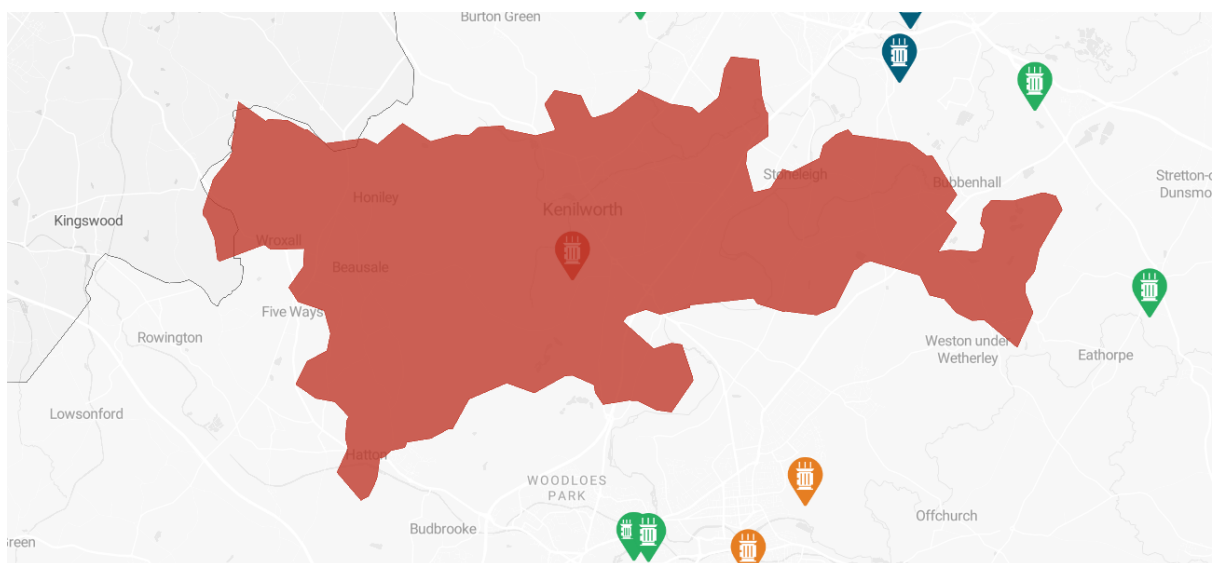 Burton Green
Stoneleigh
Bubbenhall
Stretton-o
Dunsmo
Honiley
Kenilworth
Kingswood
Wroxall
Beausale
Five Ways
Rowington
Weston under
Wetherley
Eathorpe
Lowsonford
Hatton
WOODLOES
PARK
Budbrooke
Offchurch
Green